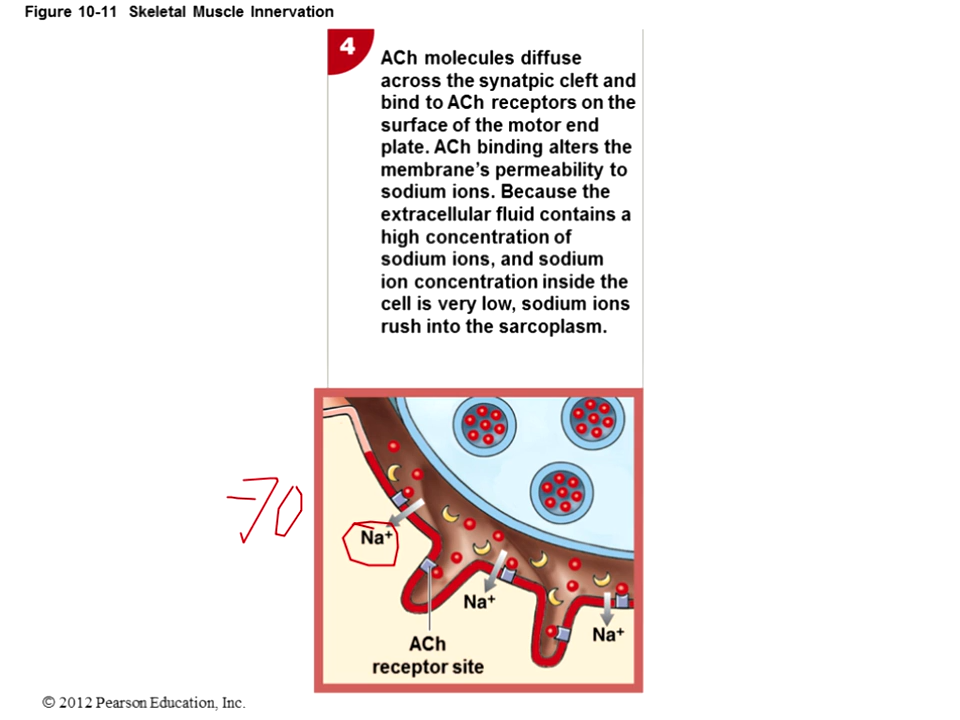 Figure 10-11 Skeletal Muscle Innervation
4
ACh molecules diffuse
across the synatpic cleft and
bind to ACh receptors on the
surface of the motor end
plate. ACh binding alters the
membrane’s permeability to
sodium ions. Because the
extracellular fluid contains a
high concentration of
sodium ions, and sodium
ion concentration inside the
cell is very low, sodium ions
rush into the sarcoplasm.
-70
Na+
Na+
Na+
ACh
receptor site
© 2012 Pearson Education, Inc.